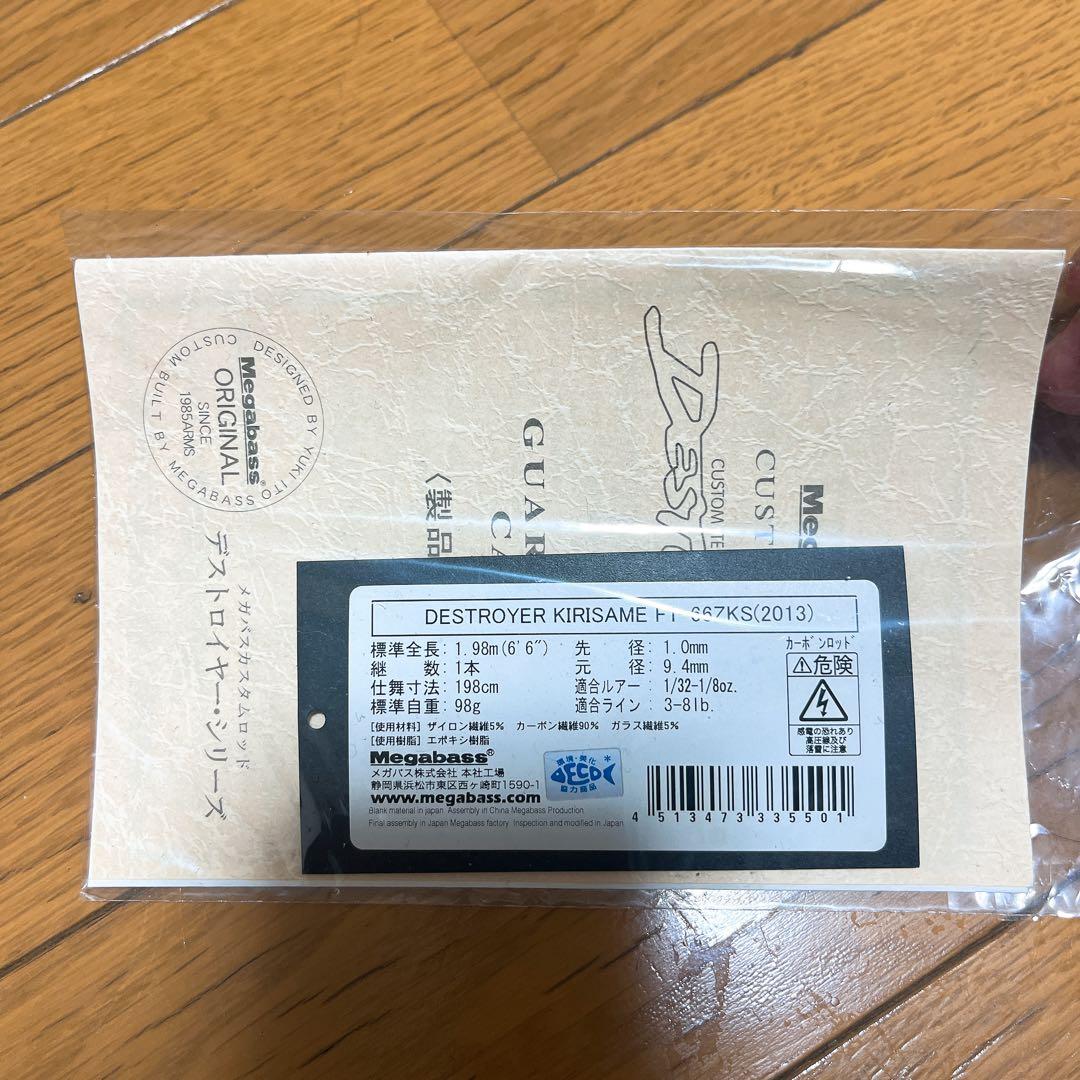 DESIGNED BY YUKI ITO
CUSTOM BUILT BY MEGABASS
Megabass®
ORIGINAL
SINCE
1985ARMS
メガバスカスタムロッド
デストロイヤー・シリーズ
CUSTOM
DESTROYER KIRISAME F1-66ZKS(2013)
標準全長: 1.98m(6'6")
継 数: 1本
仕舞寸法: 198cm
標準自重: 98g
先 径: 1.0mm
元 径: 9.4mm
適合ルアー: 1/32-1/8oz.
適合ライン: 3-8lb.
カーボンロッド
⚠危険
感電の恐れあり
高圧線及び
落雷に注意
[使用材料] ザイロン繊維5% カーボン繊維90% ガラス繊維5%
[使用樹脂] エポキシ樹脂
Megabass®
メガバス株式会社 本社工場
静岡県浜松市東区西ヶ崎町1590-1
www.megabass.com
Blank material in japan Assembly in China Megabass Production
Final assembly in Japan Megabass factory Inspection and modified in Japan
環境・美化
ECO
協力商品
4513473335501